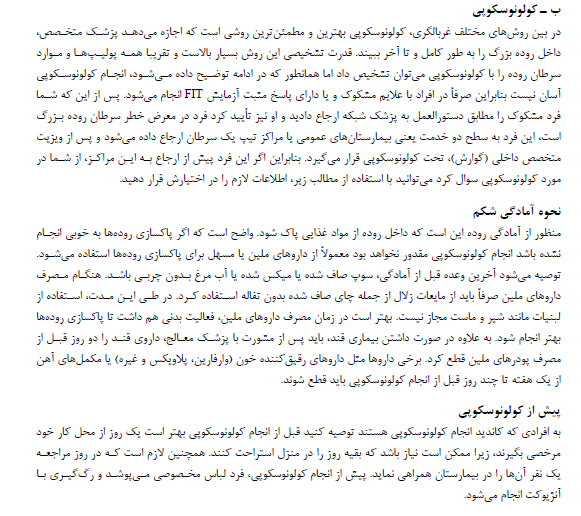 ب ـ کولونوسکوپی
در بین روش‌های مختلف غربالگری، کولونوسکوپی بهترین و مطمئن‌ترین روشی است که اجازه می‌دهد پزشک متخصص،
داخل روده بزرگ را به طور کامل و تا آخر ببیند. قدرت تشخیصی این روش بسیار بالاست و تقریبا همه پولیپ‌ها و موارد
سرطان روده را با کولونوسکوپی می‌توان تشخیص داد اما همانطور که در ادامه توضیح داده می‌شود، انجام کولونوسکوپی
آسان نیست بنابراین صرفاً در افراد با علایم مشکوک و یا دارای پاسخ مثبت آزمایش FIT انجام می‌شود. پس از این که شما
فرد مشکوک را مطابق دستورالعمل به پزشک شبکه ارجاع دادید و او نیز تأیید کرد فرد در معرض خطر سرطان روده بزرگ
است، این فرد به سطح دو خدمت یعنی بیمارستان‌های عمومی یا مراکز تیپ یک سرطان ارجاع داده می‌شود و پس از ویزیت
متخصص داخلی (گوارش)، تحت کولونوسکوپی قرار می‌گیرد. بنابراین اگر این فرد پیش از ارجاع به این مراکز، از شما در
مورد کولونوسکوپی سوال کرد می‌توانید با استفاده از مطالب زیر، اطلاعات لازم را در اختیارش قرار دهید.
نحوه آمادگی شکم
منظور از آمادگی روده این است که داخل روده از مواد غذایی پاک شود. واضح است که اگر پاکسازی روده‌ها به خوبی انجام
نشده باشد انجام کولونوسکوپی مقدور نخواهد بود معمولاً از داروهای ملین یا مسهل برای پاکسازی روده‌ها استفاده می‌شود.
توصیه می‌شود آخرین وعده قبل از آمادگی، سوپ صاف شده یا میکس شده یا آب مرغ بدون چربی باشد. هنگام مصرف
داروهای ملین صرفاً باید از مایعات زلال از جمله چای صاف شده بدون تفاله استفاده کرد. در طی این مدت، استفاده از
لبنیات مانند شیر و ماست مجاز نیست. بهتر است در زمان مصرف داروهای ملین، فعالیت بدنی هم داشت تا پاکسازی روده‌ها
بهتر انجام شود. به علاوه در صورت داشتن بیماری قند، باید پس از مشورت با پزشک معالج، داروی قند را دو روز قبل از
مصرف پودرهای ملین قطع کرد. برخی داروها مثل داروهای رقیق‌کننده خون (وارفارین، پلاویکس و غیره) یا مکمل‌های آهن
از یک هفته تا چند روز قبل از انجام کولونوسکوپی باید قطع شوند.
پیش از کولونوسکوپی
به افرادی که کاندید انجام کولونوسکوپی هستند توصیه کنید قبل از انجام کولونوسکوپی بهتر است یک روز از محل کار خود
مرخصی بگیرند، زیرا ممکن است نیاز باشد که بقیه روز را در منزل استراحت کنند. همچنین لازم است که در روز مراجعه
یک نفر آن‌ها را در بیمارستان همراهی نماید. پیش از انجام کولونوسکوپی، فرد لباس مخصوصی می‌پوشد و رگ‌گیری با
آنژیوکت انجام می‌شود.